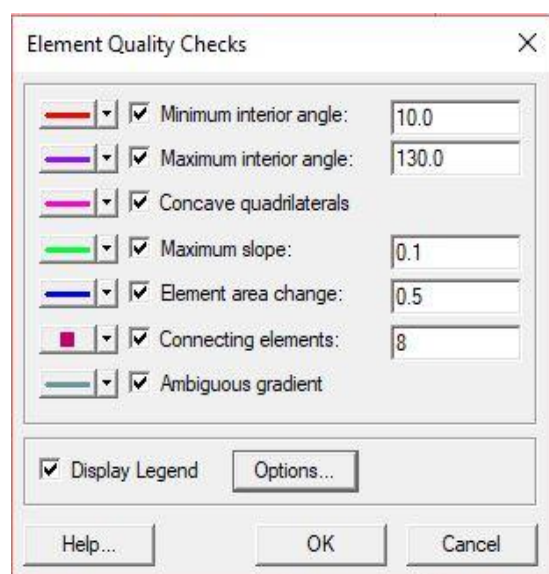 Element Quality Checks
Minimum interior angle: 10.0
Maximum interior angle: 130.0
Concave quadrilaterals
Maximum slope: 0.1
Element area change: 0.5
Connecting elements: 8
Ambiguous gradient
Display Legend Options...
Help... OK Cancel